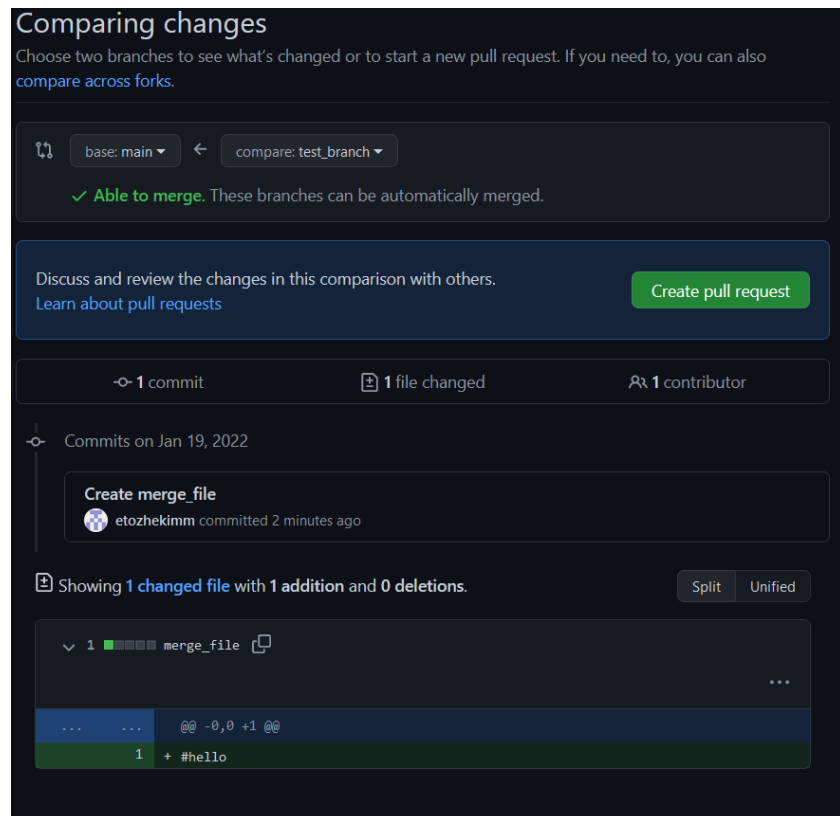 Comparing changes
Choose two branches to see what's changed or to start a new pull request. If you need to, you can also
compare across forks.
base: main
compare: test_branch
Able to merge. These branches can be automatically merged.
Discuss and review the changes in this comparison with others.
Learn about pull requests
Create pull request
1 commit
1 file changed
1 contributor
Commits on Jan 19, 2022
Create merge_file
etozhekimm committed 2 minutes ago
Showing 1 changed file with 1 addition and 0 deletions.
Split Unified
1 merge_file
...
... ... @@ -0,0 +1 @@
1 + #hello